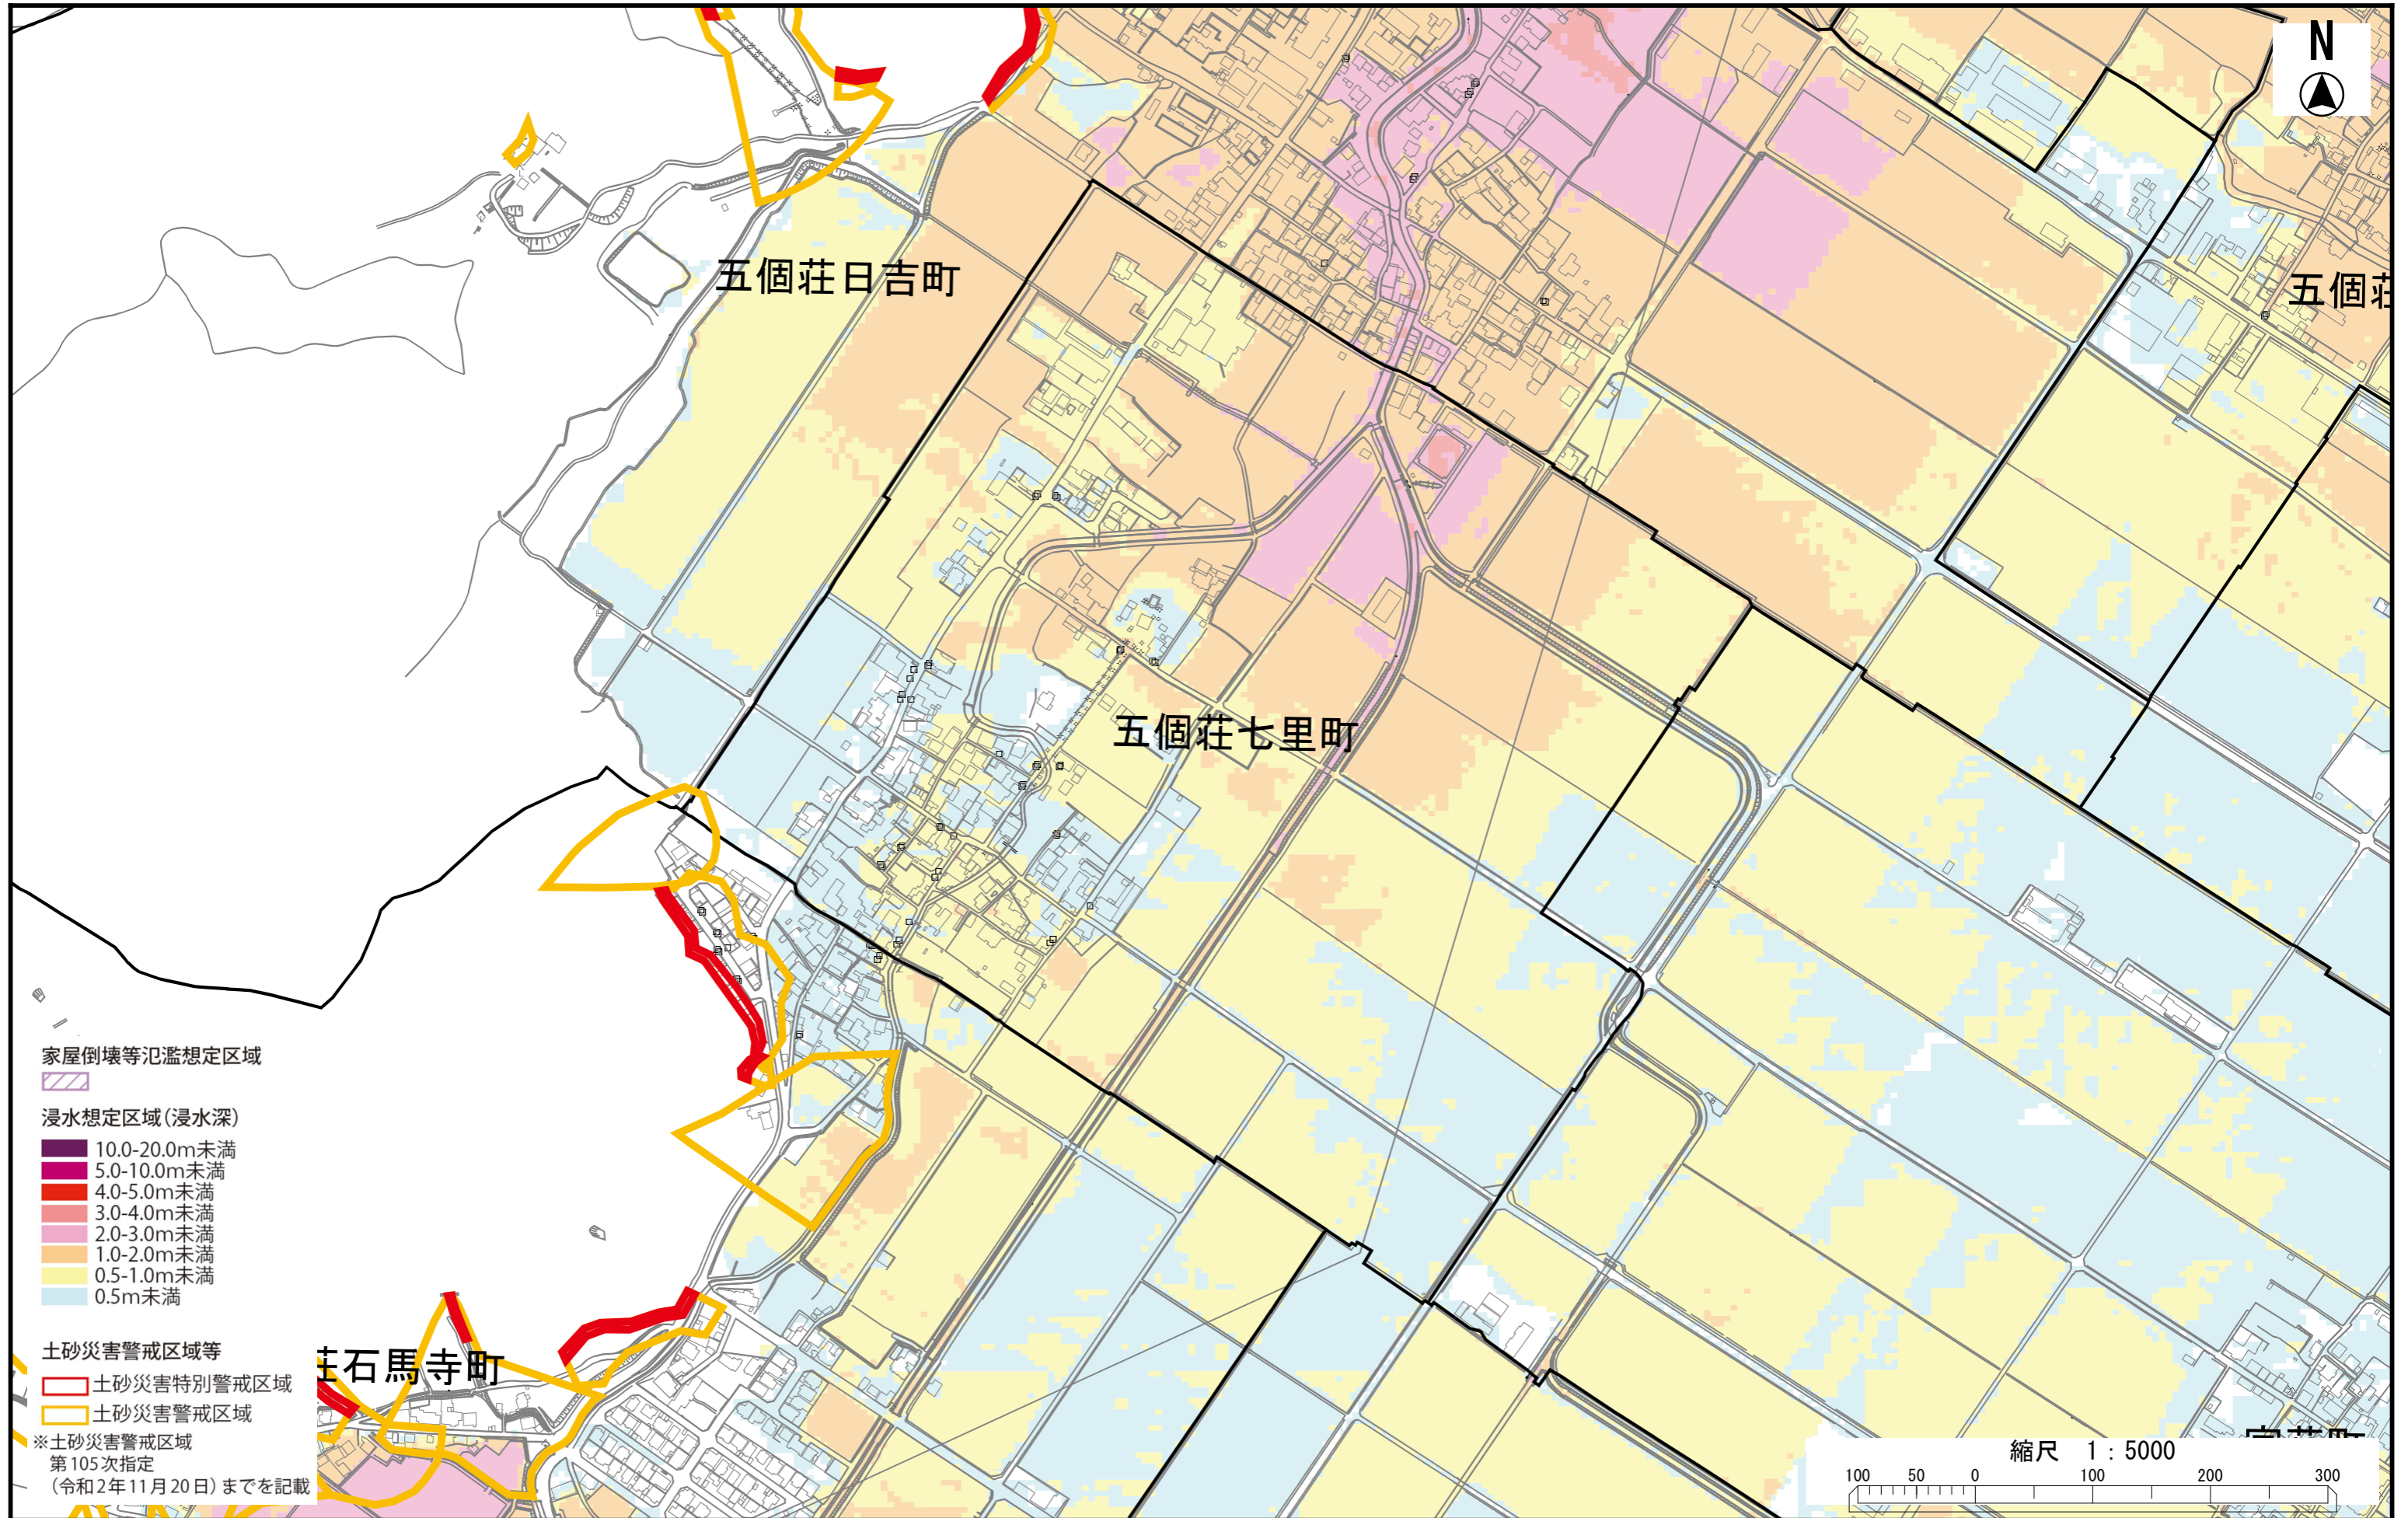 N
五個荘日吉町
五個荘
五個荘七里町
家屋倒壊等氾濫想定区域
浸水想定区域(浸水深)
10.0-20.0m未満
5.0-10.0m未満
4.0-5.0m未満
3.0-4.0m未満
2.0-3.0m未満
1.0-2.0m未満
0.5-1.0m未満
0.5m未満
土砂災害警戒区域等
土砂災害特別警戒区域
土砂災害警戒区域
※土砂災害警戒区域
第105次指定
(令和2年11月20日)までを記載
荘石馬寺町
縮尺 1:5000
100 50 0 100 200 300